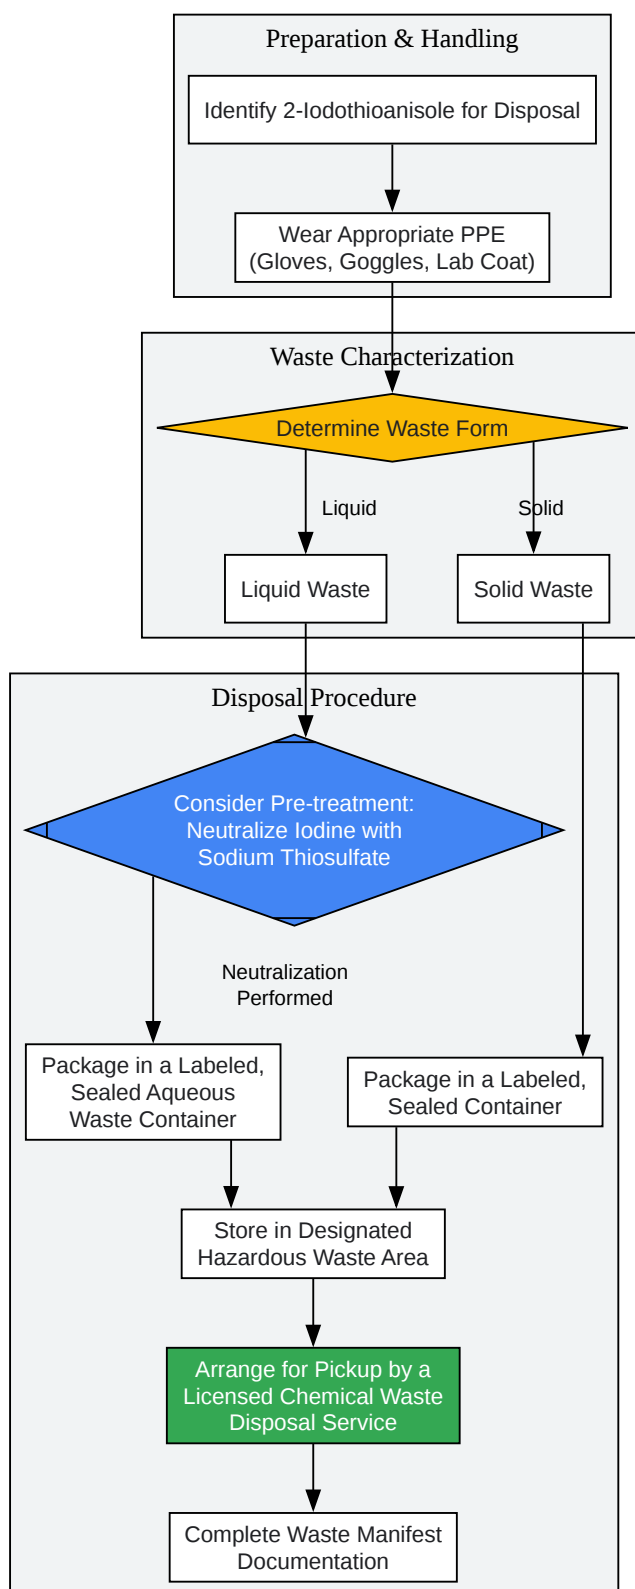 Preparation & Handling
Identify 2-Iodothioanisole for Disposal
Wear Appropriate PPE
(Gloves, Goggles, Lab Coat)
Waste Characterization
Determine Waste Form
Liquid
Solid
Liquid Waste
Solid Waste
Disposal Procedure
Consider Pre-treatment:
Neutralize Iodine with
Sodium Thiosulfate
Neutralization
Performed
Package in a Labeled,
Sealed Aqueous
Waste Container
Package in a Labeled,
Sealed Container
Store in Designated
Hazardous Waste Area
Arrange for Pickup by a
Licensed Chemical Waste
Disposal Service
Complete Waste Manifest
Documentation